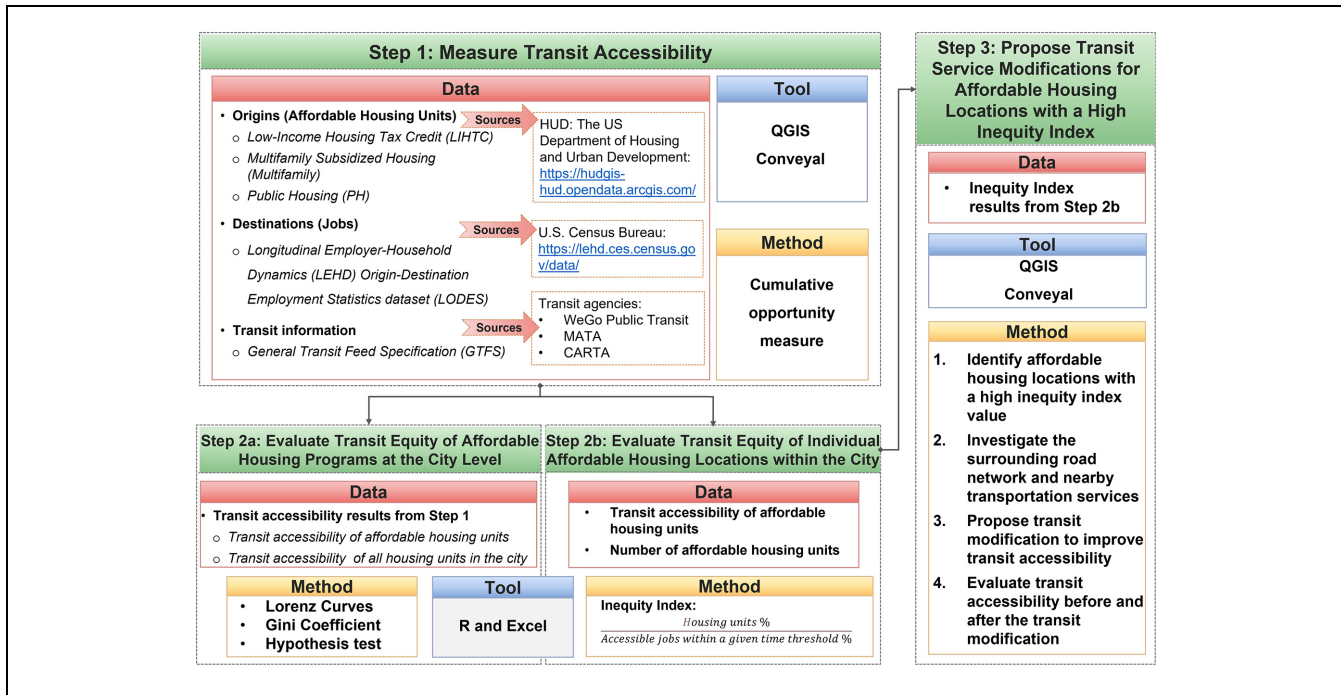 Step 1: Measure Transit Accessibility
Data
• Origins (Affordable Housing Units)
o Low-Income Housing Tax Credit (LIHTC)
o Multifamily Subsidized Housing
(Multifamily)
o Public Housing (PH)
Sources
HUD: The US
Department of Housing
and Urban Development:
https://hudgis-
hud.opendata.arcgis.com/
• Destinations (Jobs)
o Longitudinal Employer-Household
Dynamics (LEHD) Origin-Destination
Employment Statistics dataset (LODES)
Sources
U.S. Census Bureau:
https://lehd.ces.census.go
v/data/
• Transit information
o General Transit Feed Specification (GTFS)
Sources
Transit agencies:
• WeGo Public Transit
• MATA
• CARTA
Tool
QGIS
Conveyal
Method
Cumulative
opportunity
measure
Step 2a: Evaluate Transit Equity of Affordable
Housing Programs at the City Level
Data
• Transit accessibility results from Step 1
o Transit accessibility of affordable housing units
o Transit accessibility of all housing units in the city
Method
• Lorenz Curves
• Gini Coefficient
• Hypothesis test
Tool
R and Excel
Step 2b: Evaluate Transit Equity of Individual
Affordable Housing Locations within the City
Data
• Transit accessibility of affordable
housing units
• Number of affordable housing units
Method
Inequity Index:
Housing units %
Accessible jobs within a given time threshold %
Step 3: Propose Transit
Service Modifications for
Affordable Housing
Locations with a High
Inequity Index
Data
• Inequity Index
results from Step 2b
Tool
QGIS
Conveyal
Method
1. Identify affordable
housing locations with
a high inequity index
value
2. Investigate the
surrounding road
network and nearby
transportation services
3. Propose transit
modification to improve
transit accessibility
4. Evaluate transit
accessibility before and
after the transit
modification